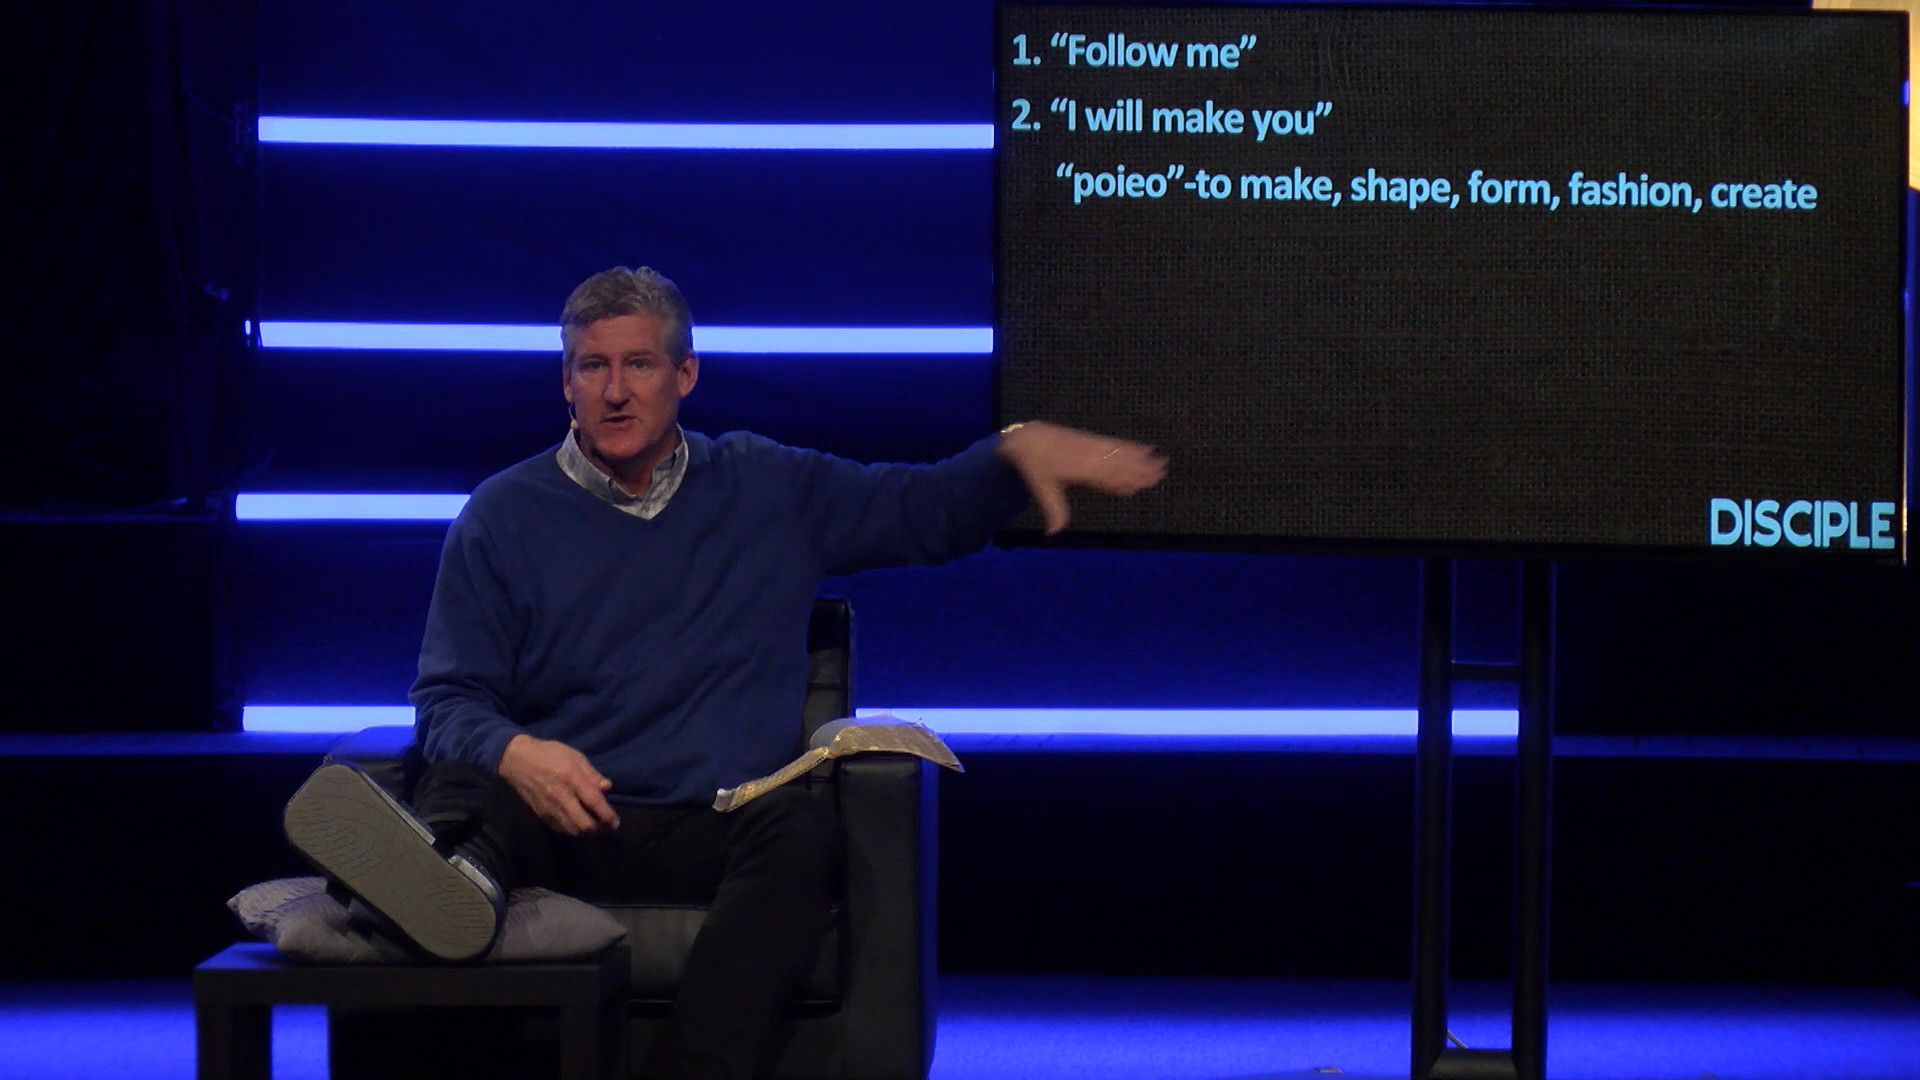 1. “Follow me”
2. “I will make you”
“poieo”-to make, shape, form, fashion, create
DISCIPLE